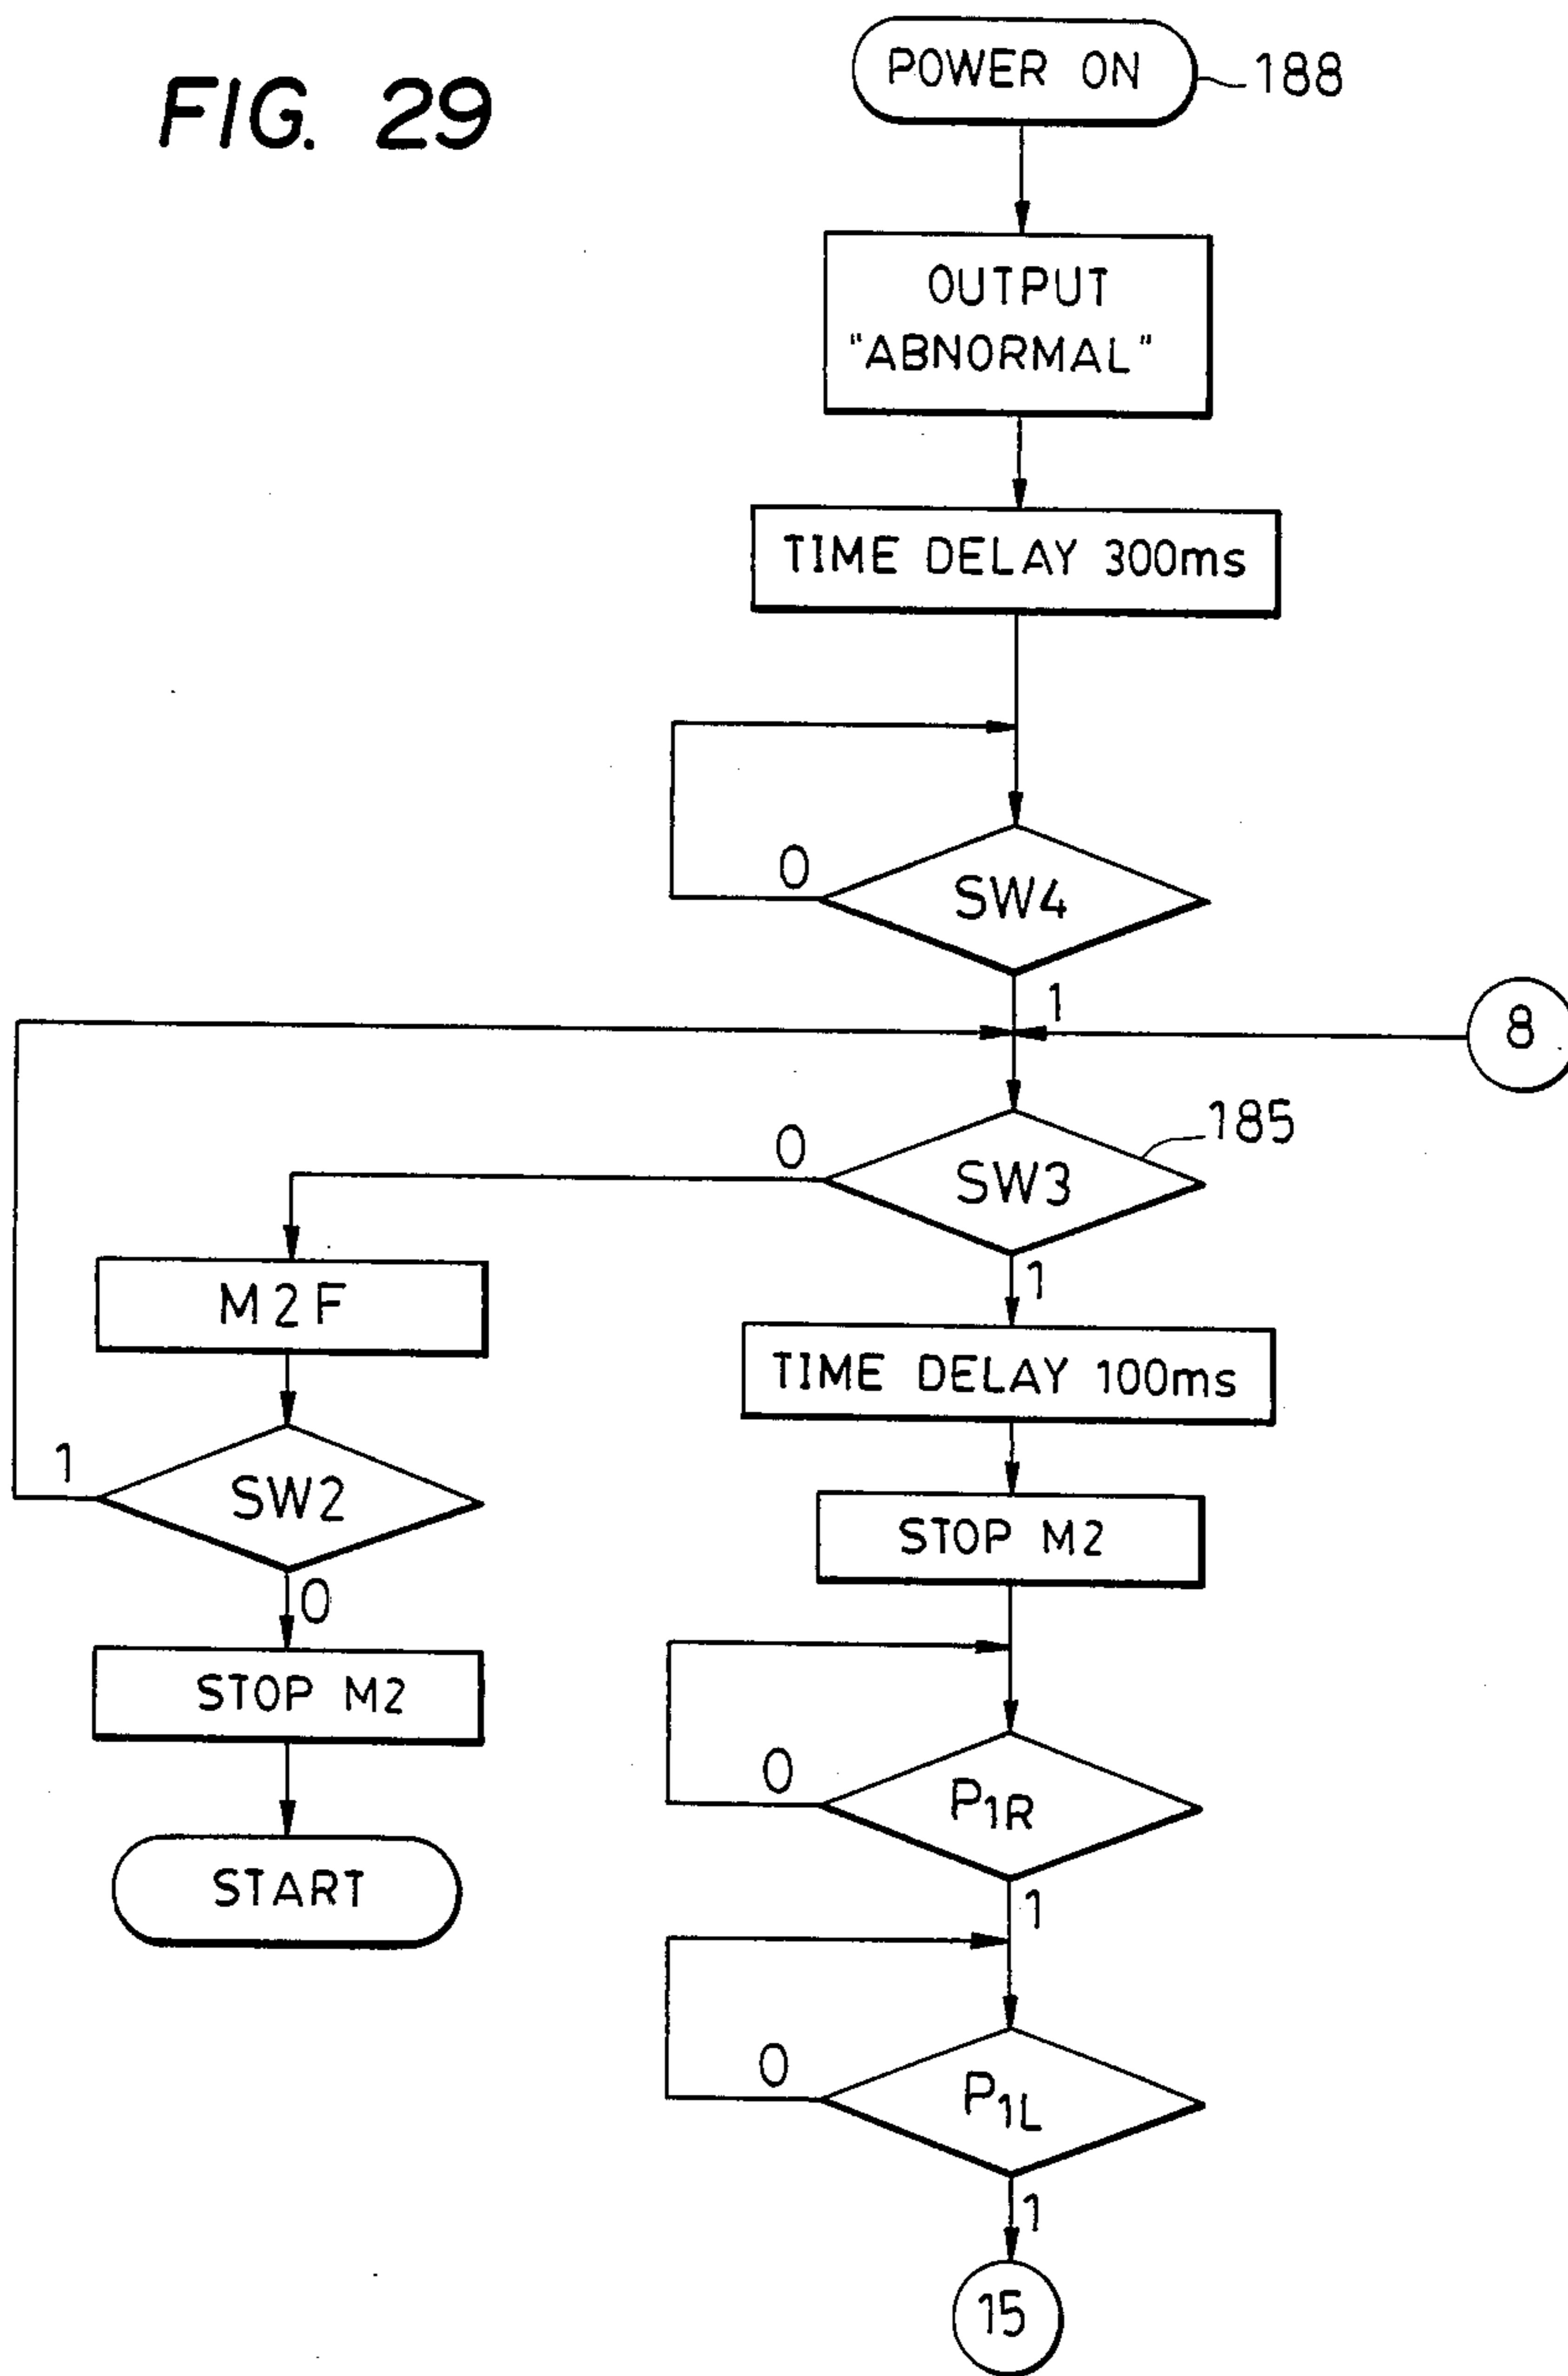 FIG. 29
POWER ON
188
OUTPUT
"ABNORMAL"
TIME DELAY 300ms
0
SW4
1
8
0
SW3
185
1
M2F
TIME DELAY 100ms
1
SW2
0
STOP M2
STOP M2
START
0
P1R
1
0
P1L
1
15